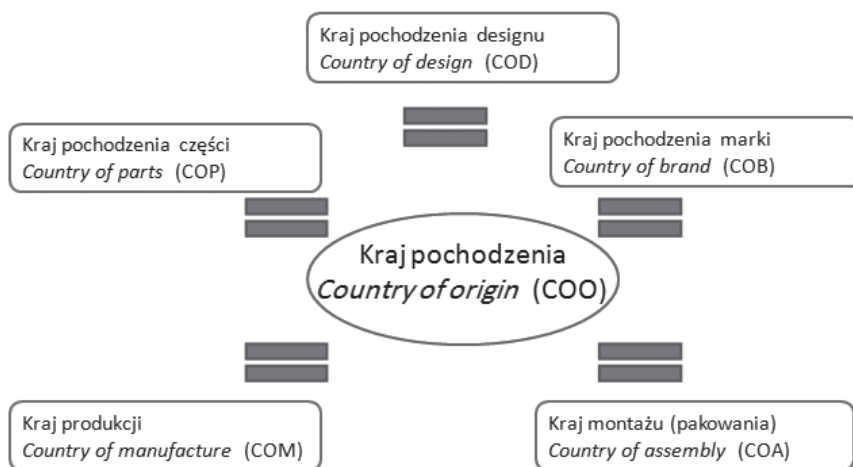 Kraj pochodzenia designu
Country of design (COD)
Kraj pochodzenia części
Country of parts (COP)
Kraj pochodzenia marki
Country of brand (COB)
Kraj pochodzenia
Country of origin (COO)
Kraj produkcji
Country of manufacture (COM)
Kraj montażu (pakowania)
Country of assembly (COA)